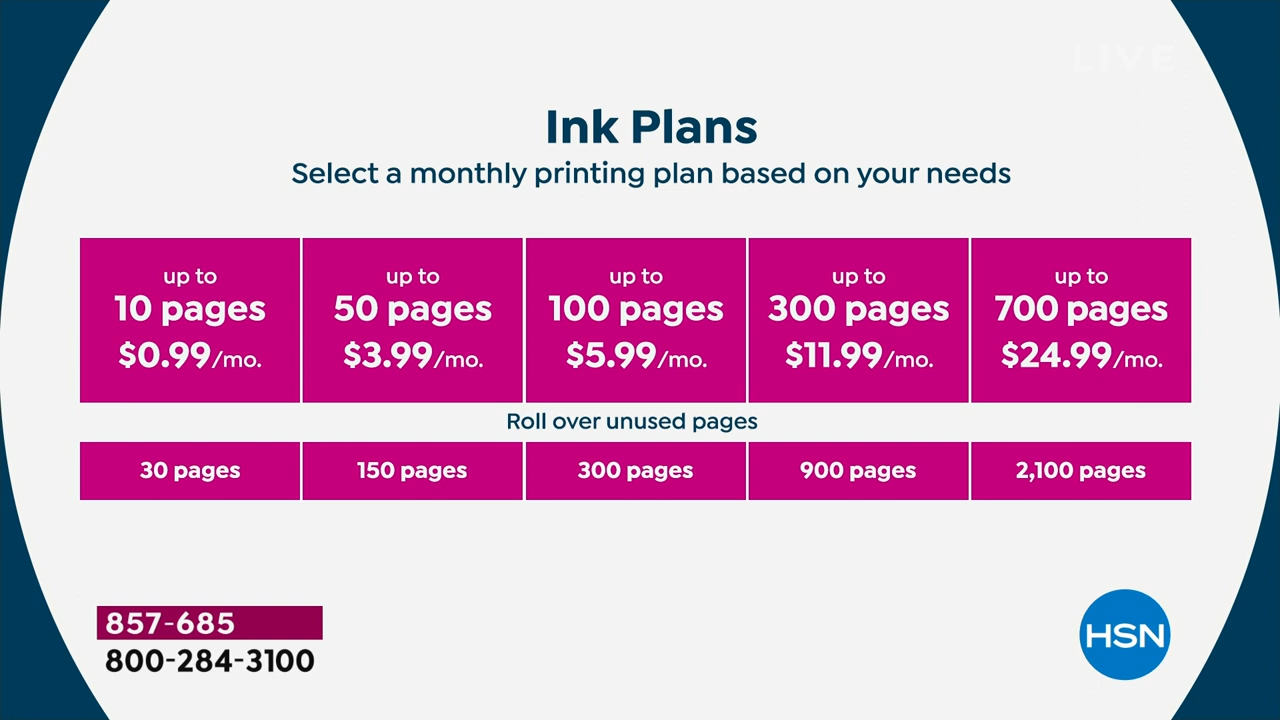 LIVE
Ink Plans
Select a monthly printing plan based on your needs
up to
10 pages
$0.99/mo.
up to
50 pages
$3.99/mo.
up to
100 pages
$5.99/mo.
up to
300 pages
$11.99/mo.
up to
700 pages
$24.99/mo.
Roll over unused pages
30 pages
150 pages
300 pages
900 pages
2,100 pages
857-685
800-284-3100
HSN